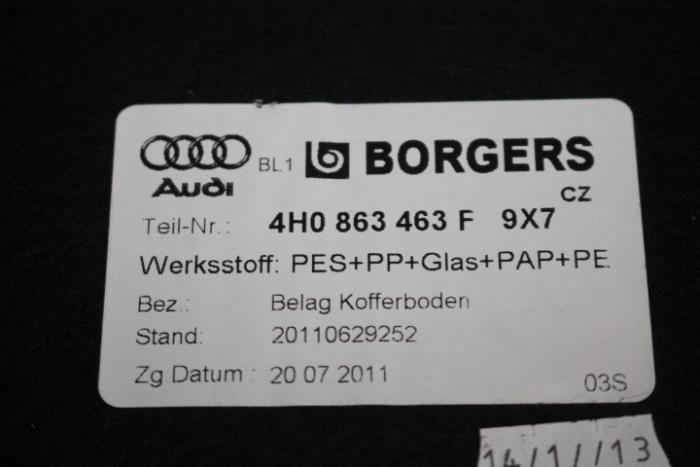 BL1 BORGERS
Audi
CZ
Teil-Nr.: 4H0 863 463 F 9X7
Werksstoff: PES+PP+Glas+PAP+PE
Bez.: Belag Kofferboden
Stand: 20110629252
Zg Datum : 20 07 2011
03S
14/1//13